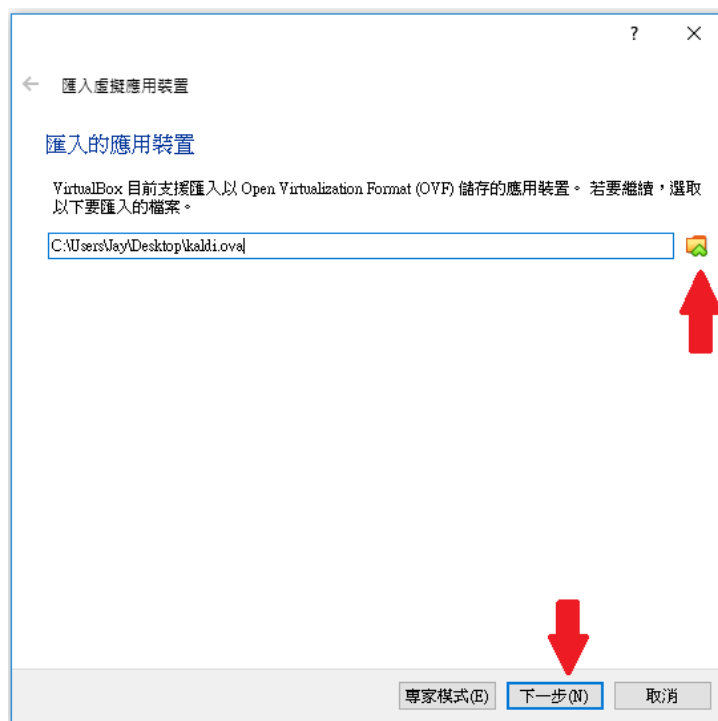 匯入虛擬應用裝置
匯入的應用裝置
VirtualBox 目前支援匯入以 Open Virtualization Format (OVF) 儲存的應用裝置。 若要繼續，選取
以下要匯入的檔案。
C:\Users\Jay\Desktop\kaldi.ova
專家模式(E) 下一步(N) 取消